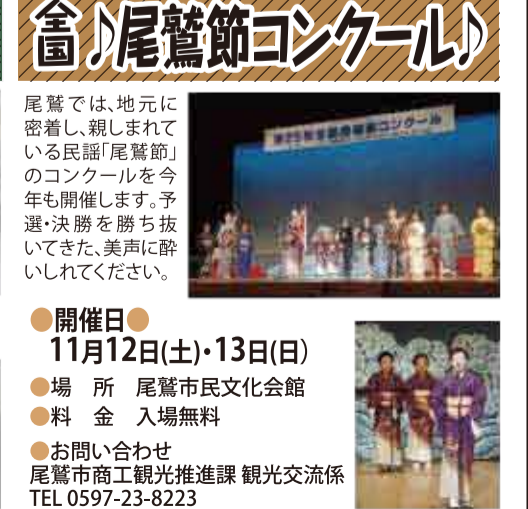 全国♪尾鷲節コンクール♪
尾鷲では、地元に
密着し、親しまれて
いる民謡「尾鷲節」
のコンクールを今
年も開催します。予
選・決勝を勝ち抜
いてきた、美声に酔
いしれてください。
●開催日●
11月12日(土)・13日(日)
●場　所　尾鷲市民文化会館
●料　金　入場無料
●お問い合わせ
尾鷲市商工観光推進課 観光交流係
TEL 0597-23-8223